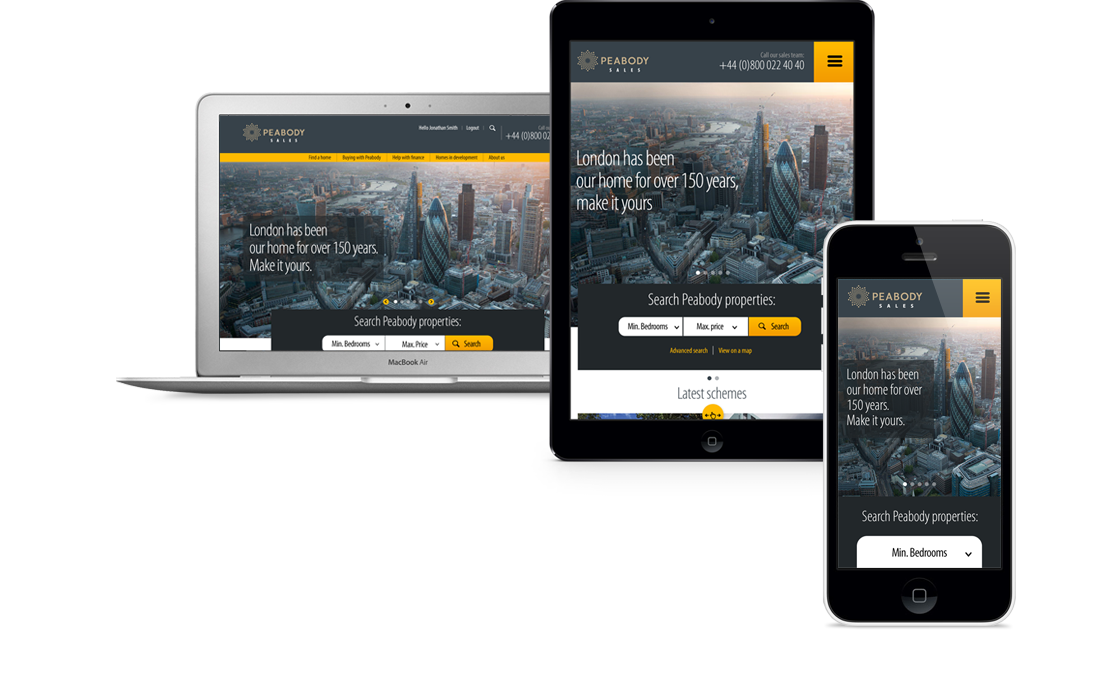 PEABODY
SALES
Hello Jonathan Smith
Logout
+44 (0)800 02
Find a home
Buying with Peabody
Help with finance
Homes in development
About us
London has been
our home for over 150 years.
Make it yours.
Search Peabody properties:
Min. Bedrooms
Max. Price
Search
MacBook Air
PEABODY
SALES
Call our sales team:
+44 (0)800 022 40 40
London has been
our home for over 150 years,
make it yours
Search Peabody properties:
Min. Bedrooms
Max. price
Search
Advanced search
View on a map
Latest schemes
PEABODY
SALES
London has been
our home for over
150 years.
Make it yours.
Search Peabody properties:
Min. Bedrooms